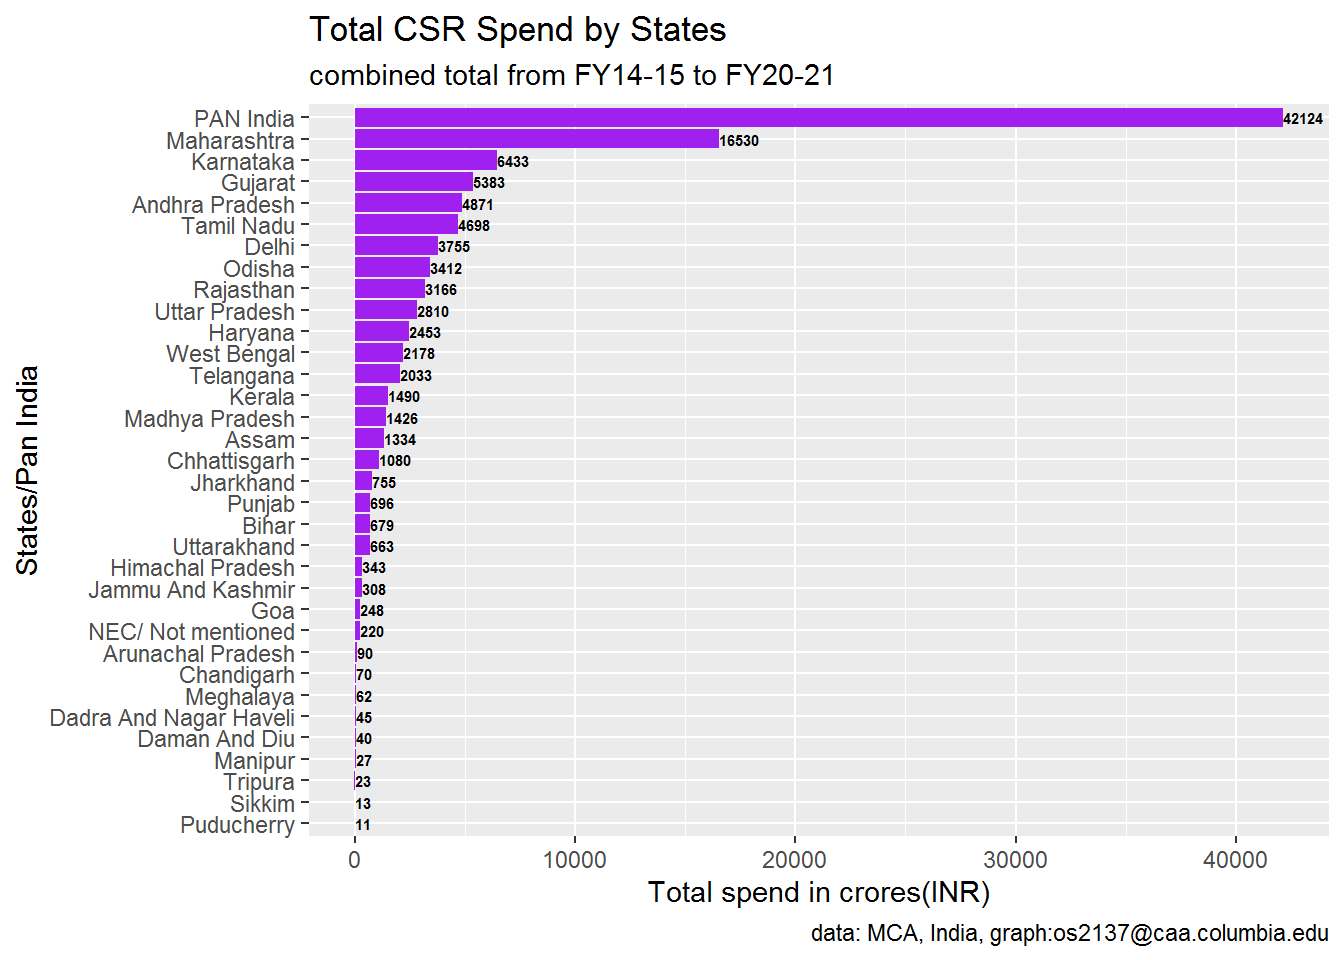 Total CSR Spend by States
combined total from FY14-15 to FY20-21
States/Pan India
PAN India 42124
Maharashtra 16530
Karnataka 6433
Gujarat 5383
Andhra Pradesh 4871
Tamil Nadu 4698
Delhi 3755
Odisha 3412
Rajasthan 3166
Uttar Pradesh 2810
Haryana 2453
West Bengal 2178
Telangana 2033
Kerala 1490
Madhya Pradesh 1426
Assam 1334
Chhattisgarh 1080
Jharkhand 755
Punjab 696
Bihar 679
Uttarakhand 663
Himachal Pradesh 343
Jammu And Kashmir 308
Goa 248
NEC/ Not mentioned 220
Arunachal Pradesh 90
Chandigarh 70
Meghalaya 62
Dadra And Nagar Haveli 45
Daman And Diu 40
Manipur 27
Tripura 23
Sikkim 13
Puducherry 11
0 10000 20000 30000 40000
Total spend in crores(INR)
data: MCA, India, graph:os2137@caa.columbia.edu